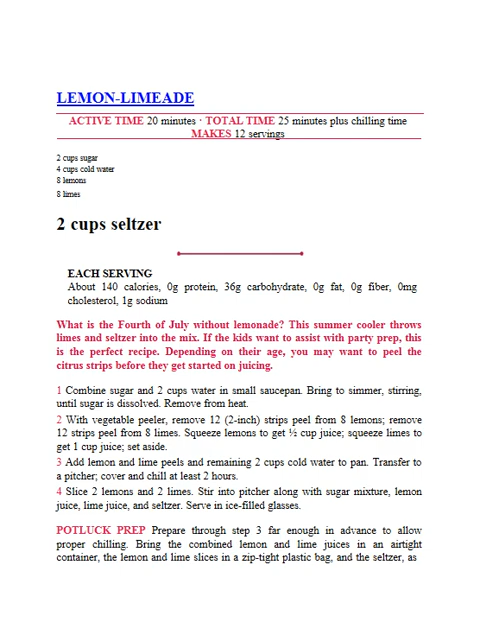 LEMON-LIMEADE
ACTIVE TIME 20 minutes · TOTAL TIME 25 minutes plus chilling time
MAKES 12 servings
2 cups sugar
4 cups cold water
8 lemons
8 limes
2 cups seltzer
EACH SERVING
About 140 calories, 0g protein, 36g carbohydrate, 0g fat, 0g fiber, 0mg
cholesterol, 1g sodium
What is the Fourth of July without lemonade? This summer cooler throws
limes and seltzer into the mix. If the kids want to assist with party prep, this
is the perfect recipe. Depending on their age, you may want to peel the
citrus strips before they get started on juicing.
1 Combine sugar and 2 cups water in small saucepan. Bring to simmer, stirring,
until sugar is dissolved. Remove from heat.
2 With vegetable peeler, remove 12 (2-inch) strips peel from 8 lemons; remove
12 strips peel from 8 limes. Squeeze lemons to get ½ cup juice; squeeze limes to
get 1 cup juice; set aside.
3 Add lemon and lime peels and remaining 2 cups cold water to pan. Transfer to
a pitcher; cover and chill at least 2 hours.
4 Slice 2 lemons and 2 limes. Stir into pitcher along with sugar mixture, lemon
juice, lime juice, and seltzer. Serve in ice-filled glasses.
POTLUCK PREP Prepare through step 3 far enough in advance to allow
proper chilling. Bring the combined lemon and lime juices in an airtight
container, the lemon and lime slices in a zip-tight plastic bag, and the seltzer, as